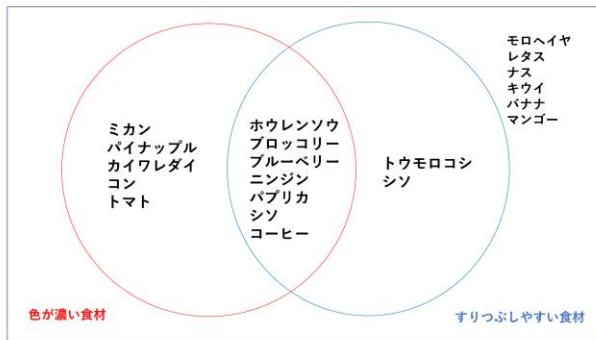 モロヘイヤ
レタス
ナス
キウイ
バナナ
マンゴー
ミカン
パイナップル
カイワレダイ
コン
トマト
ホウレンソウ
ブロッコリー
ブルーベリー
ニンジン
パプリカ
シソ
コーヒー
トウモロコシ
シソ
色が濃い食材
すりつぶしやすい食材